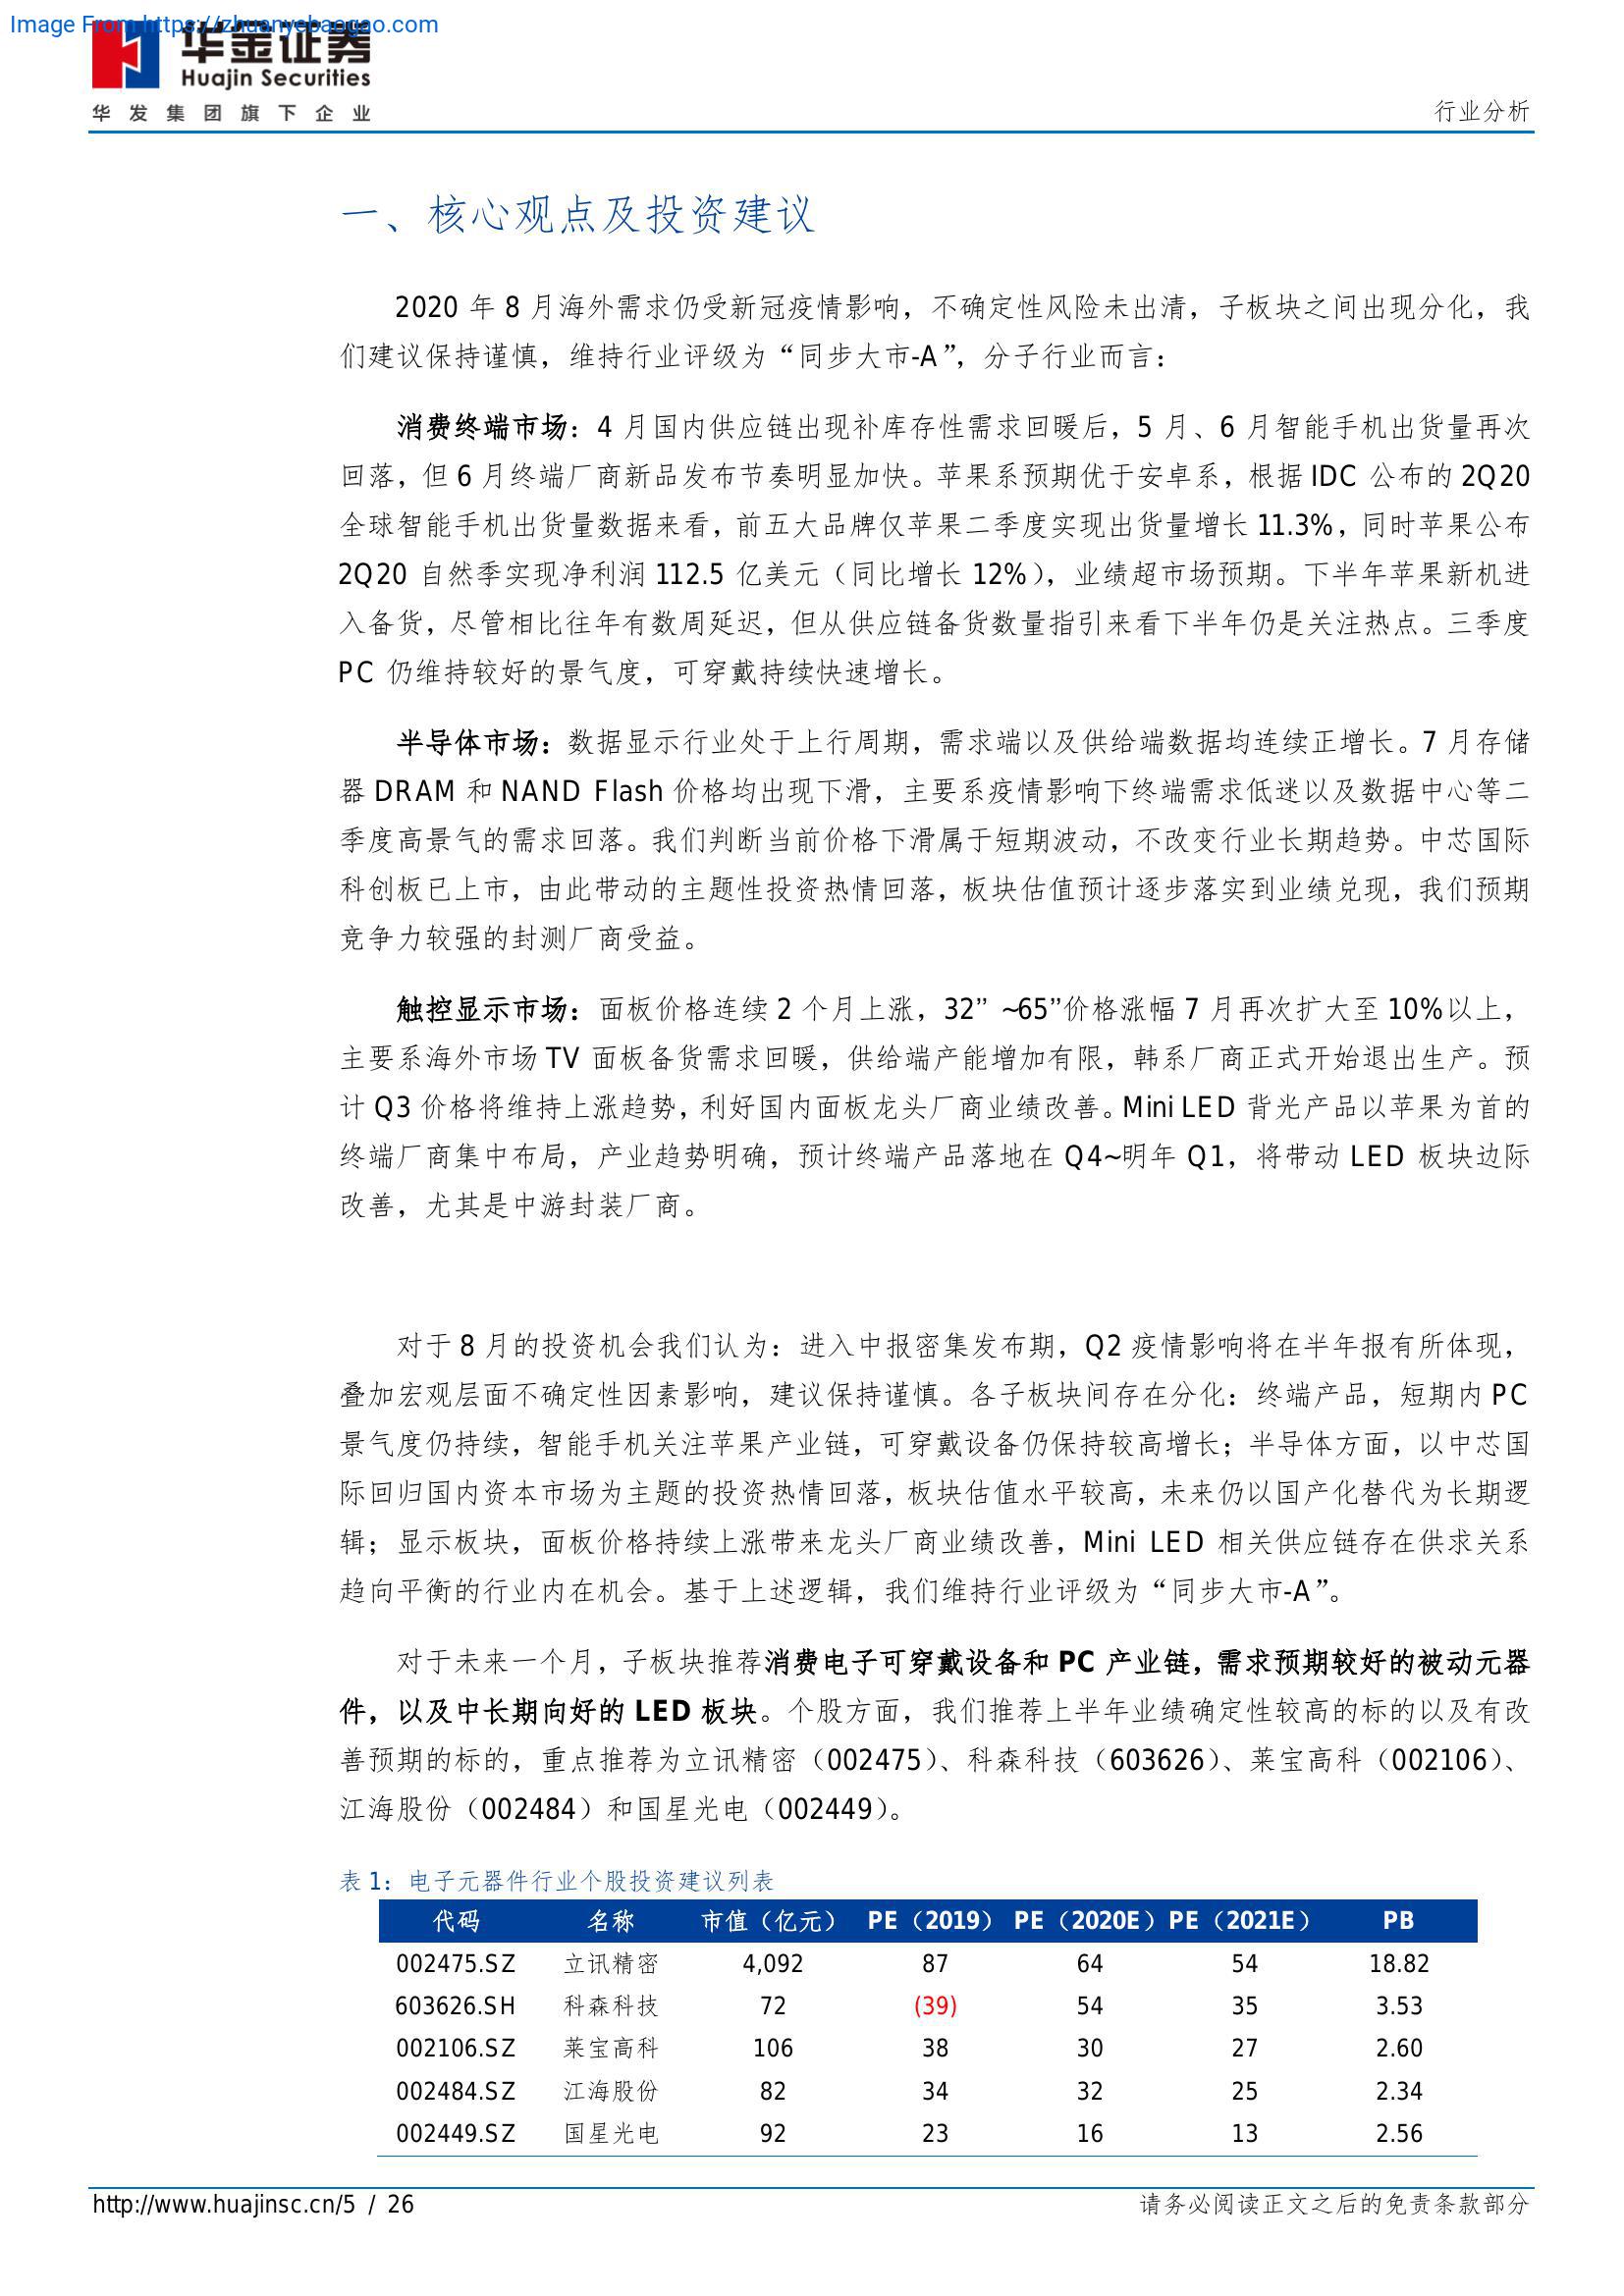 Image From:https://zhuanyebaogao.com
华金证券
Huajin Securities
华发集团旗下企业
行业分析
一、核心观点及投资建议
2020 年 8 月海外需求仍受新冠疫情影响，不确定性风险未出清，子板块之间出现分化，我
们建议保持谨慎，维持行业评级为“同步大市-A”，分子行业而言：
消费终端市场：4 月国内供应链出现补库存性需求回暖后，5 月、6 月智能手机出货量再次
回落，但 6 月终端厂商新品发布节奏明显加快。苹果系预期优于安卓系，根据 IDC 公布的 2Q20
全球智能手机出货量数据来看，前五大品牌仅苹果二季度实现出货量增长 11.3%，同时苹果公布
2Q20 自然季实现净利润 112.5 亿美元（同比增长 12%），业绩超市场预期。下半年苹果新机进
入备货，尽管相比往年有数周延迟，但从供应链备货数量指引来看下半年仍是关注热点。三季度
PC 仍维持较好的景气度，可穿戴持续快速增长。
半导体市场：数据显示行业处于上行周期，需求端以及供给端数据均连续正增长。7 月存储
器 DRAM 和 NAND Flash 价格均出现下滑，主要系疫情影响下终端需求低迷以及数据中心等二
季度高景气的需求回落。我们判断当前价格下滑属于短期波动，不改变行业长期趋势。中芯国际
科创板已上市，由此带动的主题性投资热情回落，板块估值预计逐步落实到业绩兑现，我们预期
竞争力较强的封测厂商受益。
触控显示市场：面板价格连续 2 个月上涨，32” ~65”价格涨幅 7 月再次扩大至 10%以上，
主要系海外市场 TV 面板备货需求回暖，供给端产能增加有限，韩系厂商正式开始退出生产。预
计 Q3 价格将维持上涨趋势，利好国内面板龙头厂商业绩改善。Mini LED 背光产品以苹果为首的
终端厂商集中布局，产业趋势明确，预计终端产品落地在 Q4~明年 Q1，将带动 LED 板块边际
改善，尤其是中游封装厂商。
对于 8 月的投资机会我们认为：进入中报密集发布期，Q2 疫情影响将在半年报有所体现，
叠加宏观层面不确定性因素影响，建议保持谨慎。各子板块间存在分化：终端产品，短期内 PC
景气度仍持续，智能手机关注苹果产业链，可穿戴设备仍保持较高增长；半导体方面，以中芯国
际回归国内资本市场为主题的投资热情回落，板块估值水平较高，未来仍以国产化替代为长期逻
辑；显示板块，面板价格持续上涨带来龙头厂商业绩改善，Mini LED 相关供应链存在供求关系
趋向平衡的行业内在机会。基于上述逻辑，我们维持行业评级为“同步大市-A”。
对于未来一个月，子板块推荐消费电子可穿戴设备和 PC 产业链，需求预期较好的被动元器
件，以及中长期向好的 LED 板块。个股方面，我们推荐上半年业绩确定性较高的标的以及有改
善预期的标的，重点推荐为立讯精密（002475）、科森科技（603626）、莱宝高科（002106）、
江海股份（002484）和国星光电（002449）。
表 1：电子元器件行业个股投资建议列表
代码 名称 市值（亿元） PE（2019） PE（2020E） PE（2021E） PB
002475.SZ 立讯精密 4,092 87 64 54 18.82
603626.SH 科森科技 72 (39) 54 35 3.53
002106.SZ 莱宝高科 106 38 30 27 2.60
002484.SZ 江海股份 82 34 32 25 2.34
002449.SZ 国星光电 92 23 16 13 2.56
http://www.huajinsc.cn/5 / 26
请务必阅读正文之后的免责条款部分